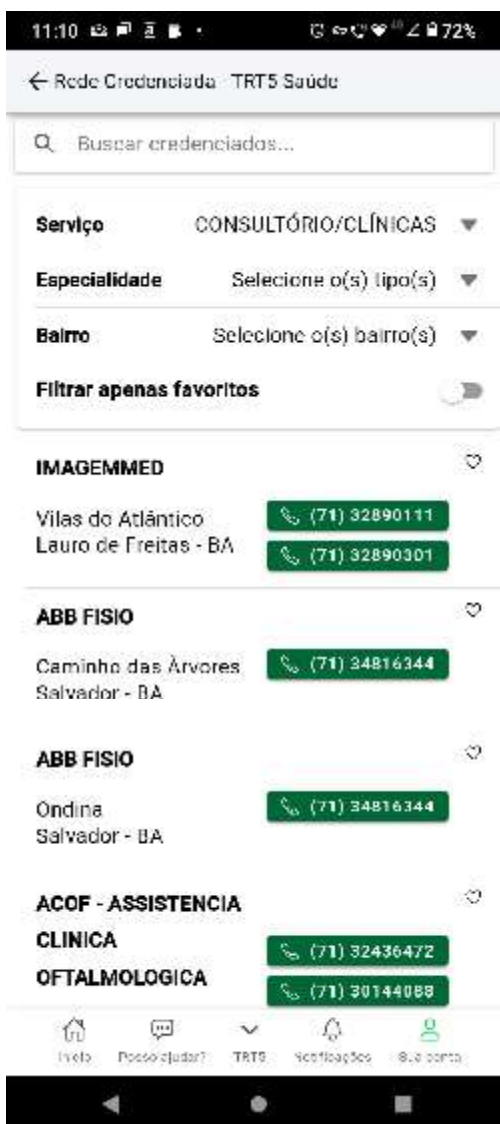 11:10
72%
Rede Credenciada - TRT5 Saúde
Buscar credenciados...
Serviço CONSULTÓRIO/CLÍNICAS
Especialidade Selecione o(s) tipo(s)
Bairro Selecione o(s) bairro(s)
Filtrar apenas favoritos
IMAGEMMED
Vilas do Atlântico
Lauro de Freitas - BA
(71) 32890111
(71) 32890301
ABB FISIO
Caminho das Árvores
Salvador - BA
(71) 34816344
ABB FISIO
Ondina
Salvador - BA
(71) 34816344
ACOF - ASSISTENCIA
CLINICA
OFTALMOLOGICA
(71) 32436472
(71) 30144088
Início Posso ajudar? TRT5 Notificações Sua conta